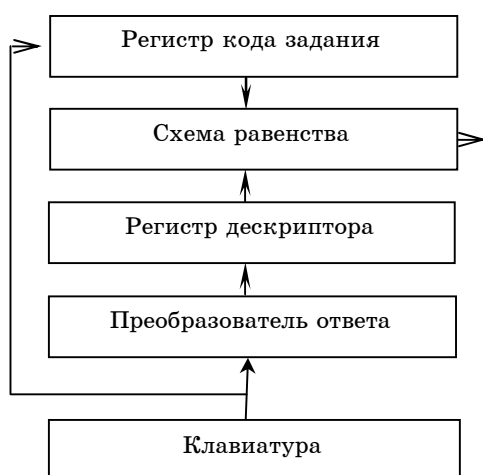 Регистр кода задания
Схема равенства
Регистр дескриптора
Преобразователь ответа
Клавиатура